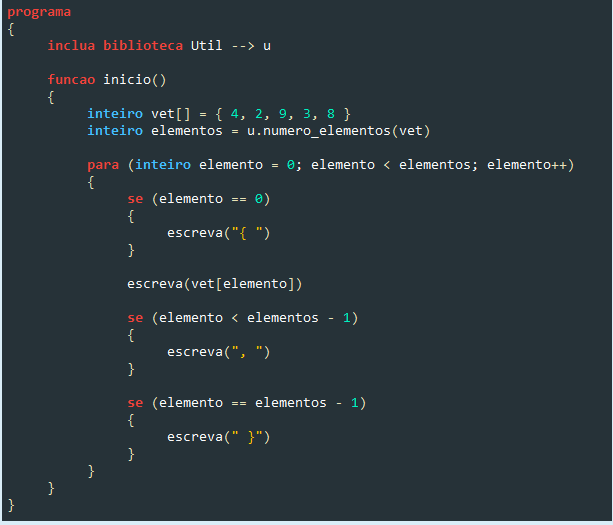 programa
{
inclua biblioteca Util --> u
funcao inicio()
{
inteiro vet[] = { 4, 2, 9, 3, 8 }
inteiro elementos = u.numero_elementos(vet)
para (inteiro elemento = 0; elemento < elementos; elemento++)
{
se (elemento == 0)
{
escreva("{ ")
}
escreva(vet[elemento])
se (elemento < elementos - 1)
{
escreva(", ")
}
se (elemento == elementos - 1)
{
escreva(" }")
}
}
}
}